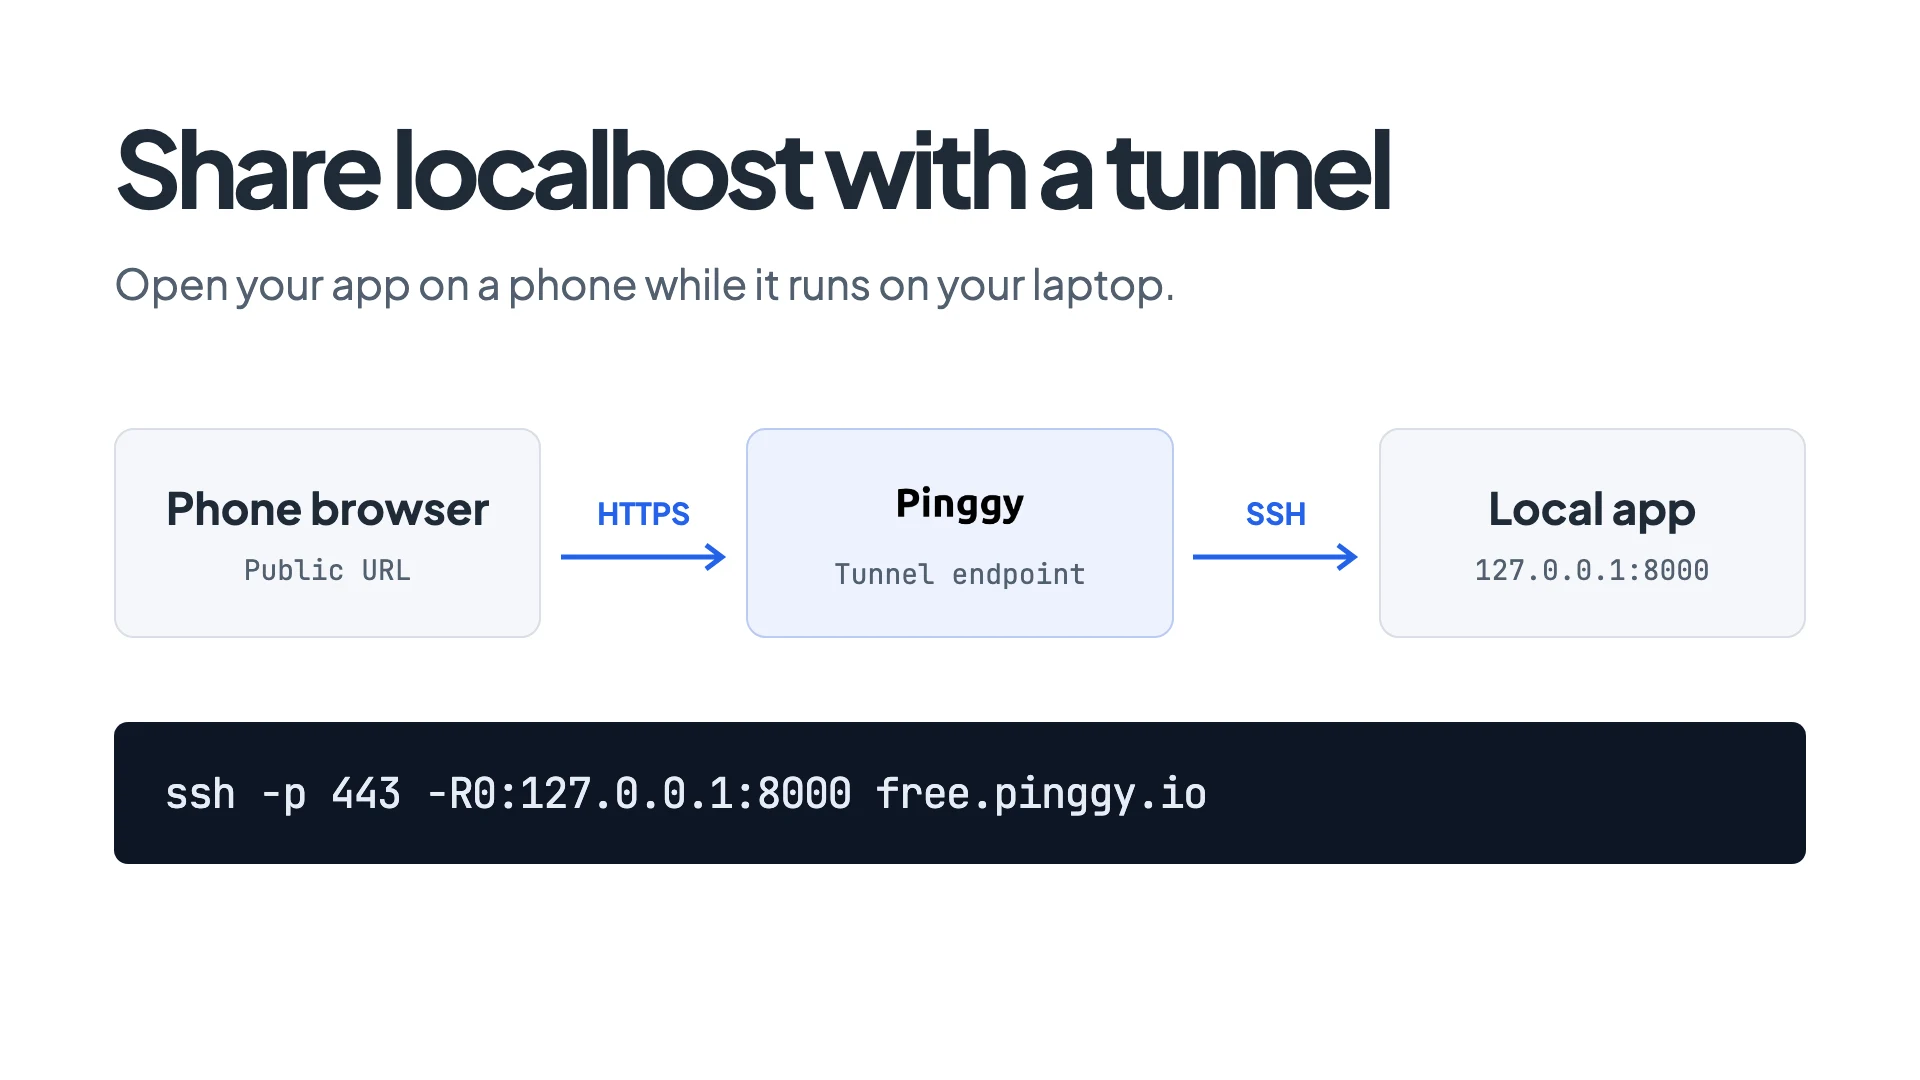 Share localhost with a tunnel
Open your app on a phone while it runs on your laptop.
Phone browser
Public URL
HTTPS
Pinggy
Tunnel endpoint
SSH
Local app
127.0.0.1:8000
ssh -p 443 -R0:127.0.0.1:8000 free.pinggy.io